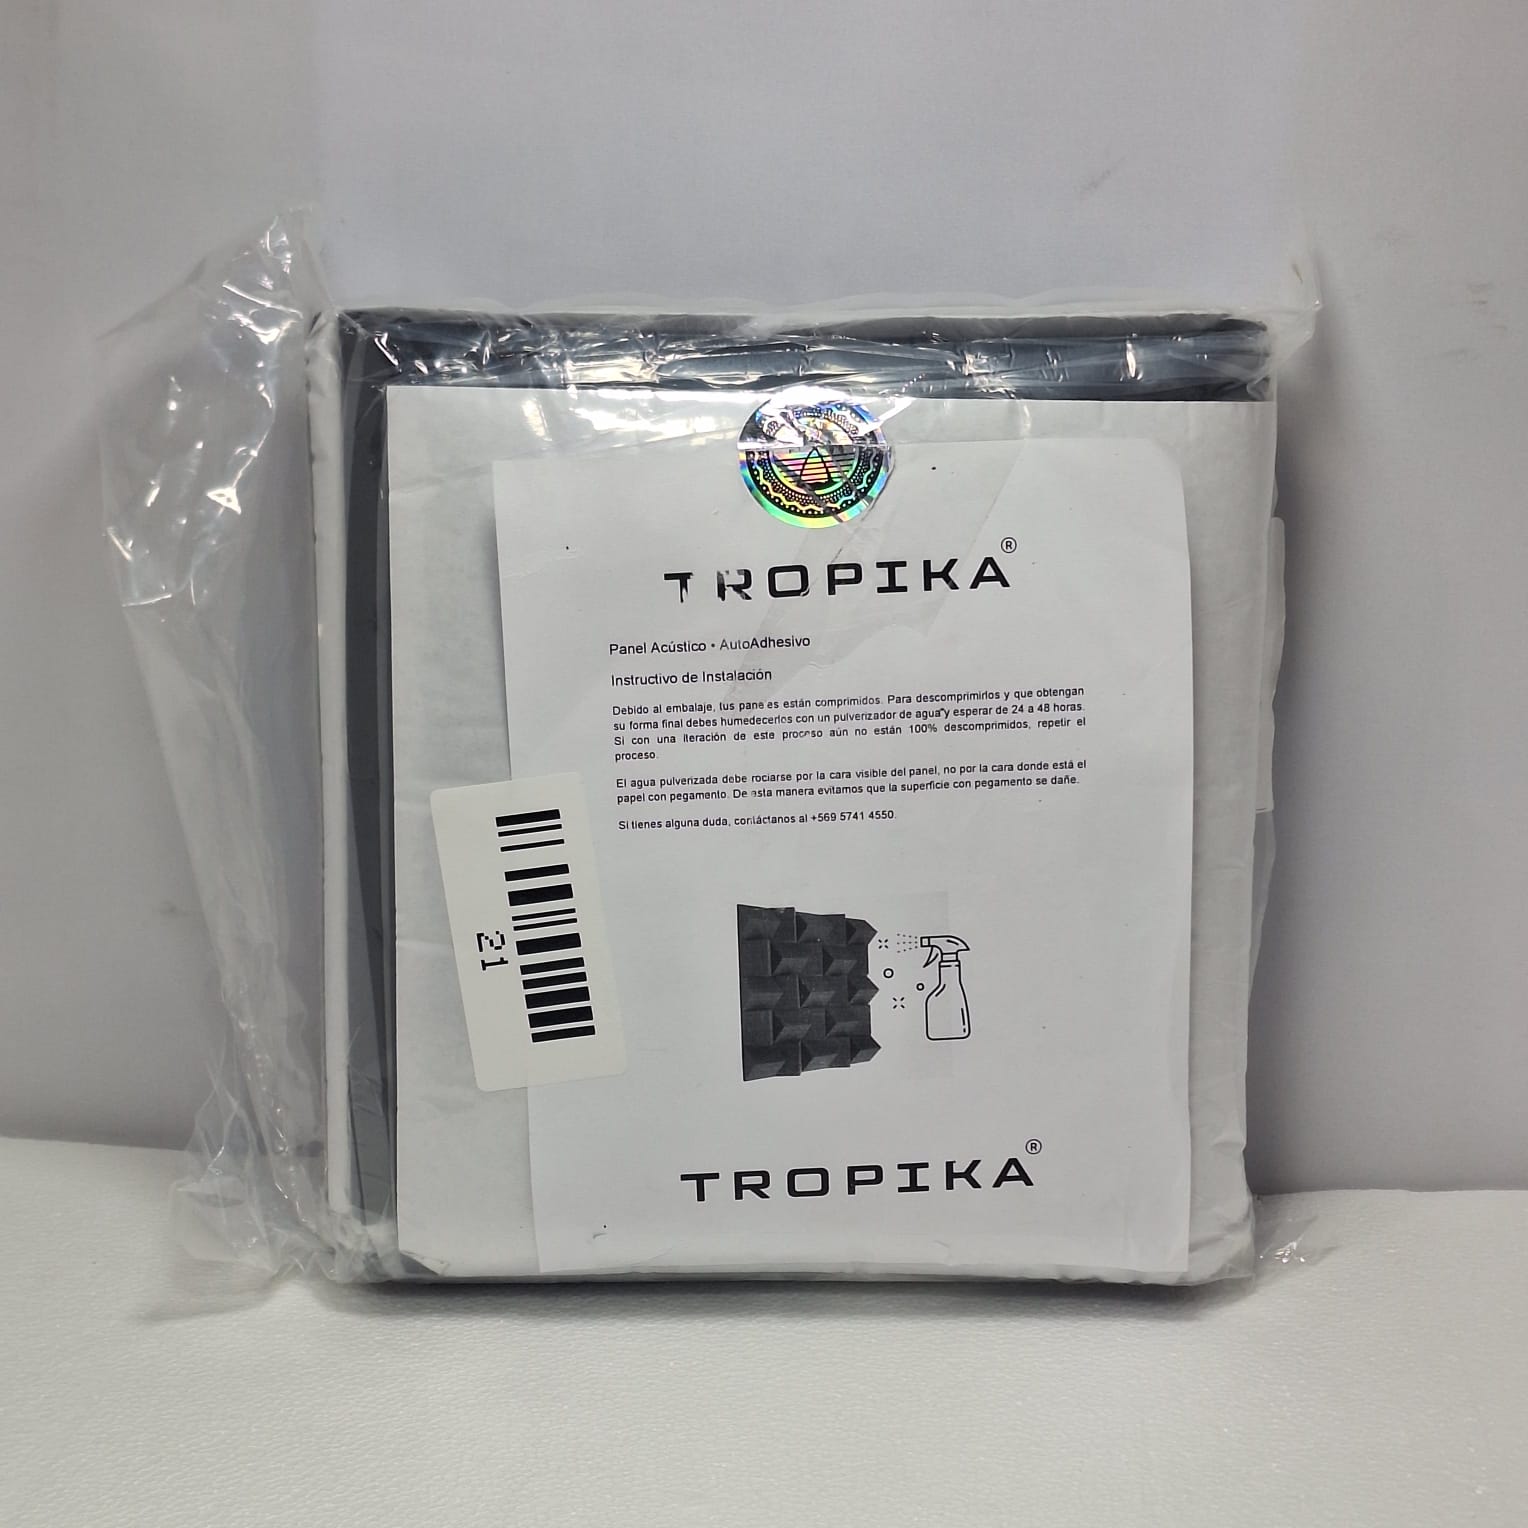 TROPIKA®
Panel Acústico • AutoAdhesivo
Instructivo de Instalación
Debido al embalaje, tus paneles están comprimidos. Para descomprimirlos y que obtengan
su forma final debes humedecerlos con un pulverizador de agua y esperar de 24 a 48 horas.
Si con una iteración de este proceso aún no están 100% descomprimidos, repetir el
proceso.
El agua pulverizada debe rociarse por la cara visible del panel, no por la cara donde está el
papel con pegamento. De esta manera evitamos que la superficie con pegamento se dañe.
Si tienes alguna duda, contáctanos al +569 5741 4550.
21
TROPIKA®